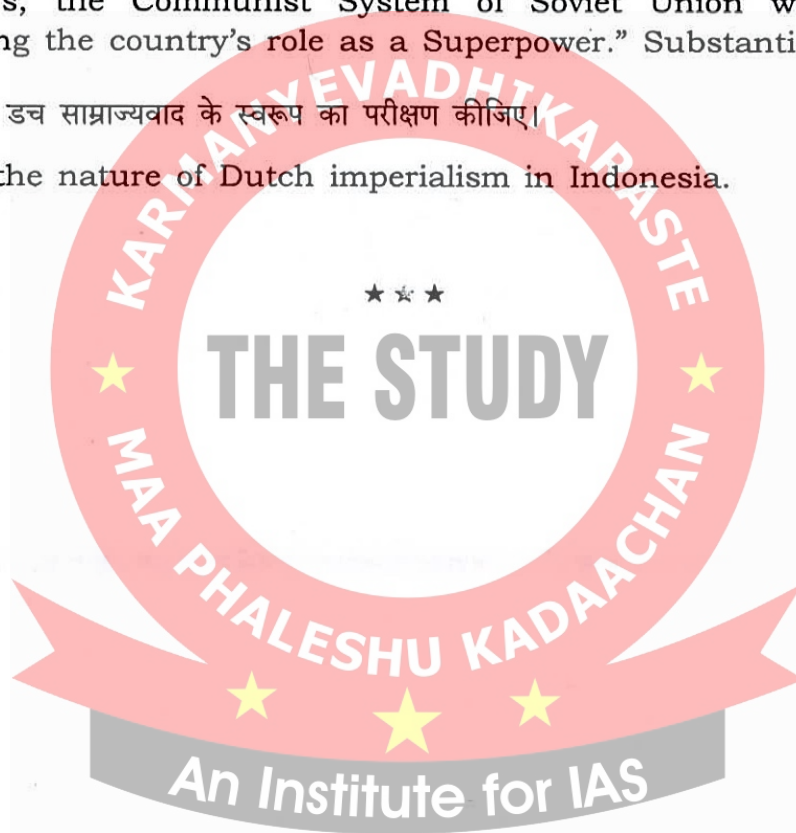 s, the Communist System of Soviet Union w
ng the country's role as a Superpower." Substanti
डच साम्राज्यवाद के स्वरूप का परीक्षण कीजिए।
the nature of Dutch imperialism in Indonesia.
★ ★ ★
KARMANYEVADHIKARASTE
THE STUDY
MAA PHALESHU KADAACHAN
An Institute for IAS